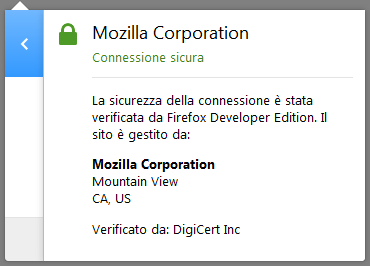 Mozilla Corporation
Connessione sicura
La sicurezza della connessione è stata
verificata da Firefox Developer Edition. Il
sito è gestito da:
Mozilla Corporation
Mountain View
CA, US
Verificato da: DigiCert Inc